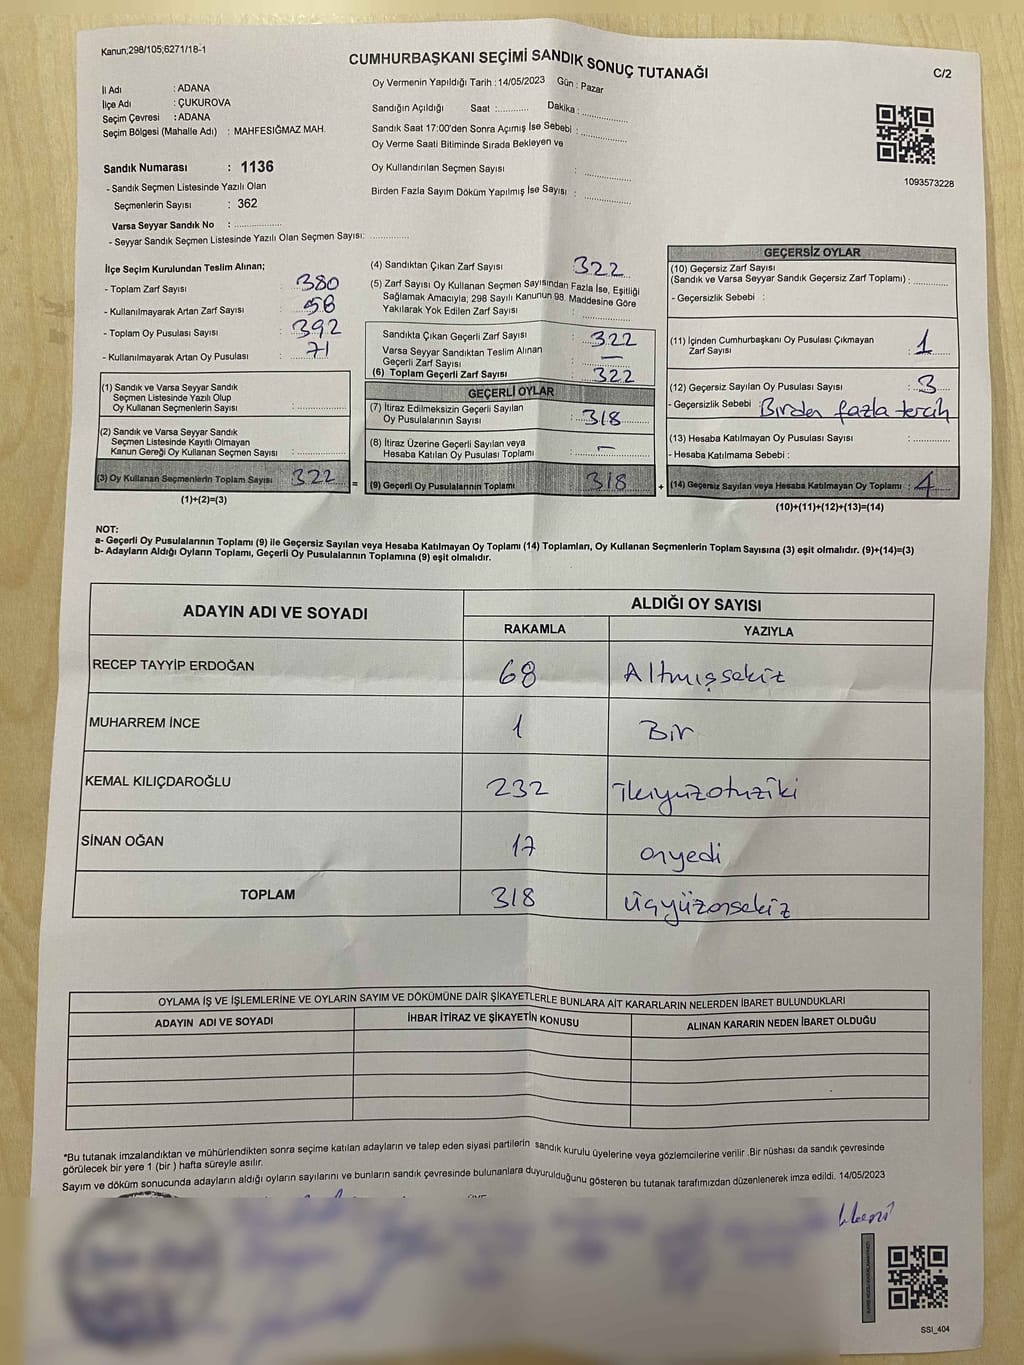 Kanun;298/105;6271/18-1
CUMHURBAŞKANI SEÇİMİ SANDIK SONUÇ TUTANAĞI
C/2
İl Adı : ADANA
İlçe Adı : ÇUKUROVA
Seçim Çevresi : ADANA
Seçim Bölgesi (Mahalle Adı) : MAHFESIĞMAZ MAH.
Sandık Numarası : 1136
- Sandık Seçmen Listesinde Yazılı Olan
Seçmenlerin Sayısı : 362
Varsa Seyyar Sandık No : ..............
- Seyyar Sandık Seçmen Listesinde Yazılı Olan Seçmen Sayısı: ............
Oy Vermenin Yapıldığı Tarih : 14/05/2023 Gün : Pazar
Sandığın Açıldığı Saat :.......... Dakika :..............
Sandık Saat 17:00'den Sonra Açımış İse Sebebi : ..............
Oy Verme Saati Bitiminde Sırada Bekleyen ve
Oy Kullandırılan Seçmen Sayısı : ..............
Birden Fazla Sayım Döküm Yapılmış İse Sayısı : ..............
1093573228
İlçe Seçim Kurulundan Teslim Alınan;
- Toplam Zarf Sayısı : 380
- Kullanılmayarak Artan Zarf Sayısı : 58
- Toplam Oy Pusulası Sayısı : 392
- Kullanılmayarak Artan Oy Pusulası : 71
(1) Sandık ve Varsa Seyyar Sandık
Seçmen Listesinde Yazılı Olup
Oy Kullanan Seçmenlerin Sayısı : ..............
(2) Sandık ve Varsa Seyyar Sandık
Seçmen Listesinde Kayıtlı Olmayan
Kanun Gereği Oy Kullanan Seçmen Sayısı : ..............
(3) Oy Kullanan Seçmenlerin Toplam Sayısı : 322
(1)+(2)=(3)
(4) Sandıktan Çıkan Zarf Sayısı 322
(5) Zarf Sayısı Oy Kullanan Seçmen Sayısından Fazla İse, Eşitliği
Sağlamak Amacıyla; 298 Sayılı Kanunun 98. Maddesine Göre
Yakılarak Yok Edilen Zarf Sayısı : ..............
Sandıkta Çıkan Geçerli Zarf Sayısı : 322
Varsa Seyyar Sandıktan Teslim Alınan
Geçerli Zarf Sayısı : —
(6) Toplam Geçerli Zarf Sayısı : 322
GEÇERLİ OYLAR
(7) İtiraz Edilmeksizin Geçerli Sayılan
Oy Pusulalarının Sayısı : 318
(8) İtiraz Üzerine Geçerli Sayılan veya
Hesaba Katılan Oy Pusulası Toplamı : —
= (9) Geçerli Oy Pusulalarının Toplamı : 318 +
GEÇERSİZ OYLAR
(10) Geçersiz Zarf Sayısı
(Sandık ve Varsa Seyyar Sandık Geçersiz Zarf Toplamı) : ..............
- Geçersizlik Sebebi :
(11) İçinden Cumhurbaşkanı Oy Pusulası Çıkmayan
Zarf Sayısı : 1
(12) Geçersiz Sayılan Oy Pusulası Sayısı : 3
- Geçersizlik Sebebi : Birden fazla tercih
(13) Hesaba Katılmayan Oy Pusulası Sayısı : ..............
- Hesaba Katılmama Sebebi :
(14) Geçersiz Sayılan veya Hesaba Katılmayan Oy Toplamı : 4
(10)+(11)+(12)+(13)=(14)
NOT:
a- Geçerli Oy Pusulalarının Toplamı (9) ile Geçersiz Sayılan veya Hesaba Katılmayan Oy Toplamı (14) Toplamları, Oy Kullanan Seçmenlerin Toplam Sayısına (3) eşit olmalıdır. (9)+(14)=(3)
b- Adayların Aldığı Oyların Toplamı, Geçerli Oy Pusulalarının Toplamına (9) eşit olmalıdır.
ADAYIN ADI VE SOYADI
ALDIĞI OY SAYISI
RAKAMLA YAZIYLA
RECEP TAYYİP ERDOĞAN 68 Altmışsekiz
MUHARREM İNCE 1 Bir
KEMAL KILIÇDAROĞLU 232 ikiyüzotuziki
SİNAN OĞAN 17 onyedi
TOPLAM 318 üçyüzonsekiz
OYLAMA İŞ VE İŞLEMLERİNE VE OYLARIN SAYIM VE DÖKÜMÜNE DAİR ŞİKAYETLERLE BUNLARA AİT KARARLARIN NELERDEN İBARET BULUNDUKLARI
ADAYIN ADI VE SOYADI İHBAR İTİRAZ VE ŞİKAYETİN KONUSU ALINAN KARARIN NEDEN İBARET OLDUĞU
*Bu tutanak imzalandıktan ve mühürlendikten sonra seçime katılan adayların ve talep eden siyasi partilerin sandık kurulu üyelerine veya gözlemcilerine verilir .Bir nüshası da sandık çevresinde
görülecek bir yere 1 (bir ) hafta süreyle asılır.
Sayım ve döküm sonucunda adayların aldığı oyların sayılarını ve bunların sandık çevresinde bulunanlara duyurulduğunu gösteren bu tutanak tarafımızdan düzenlenerek imza edildi. 14/05/2023
SSI_404